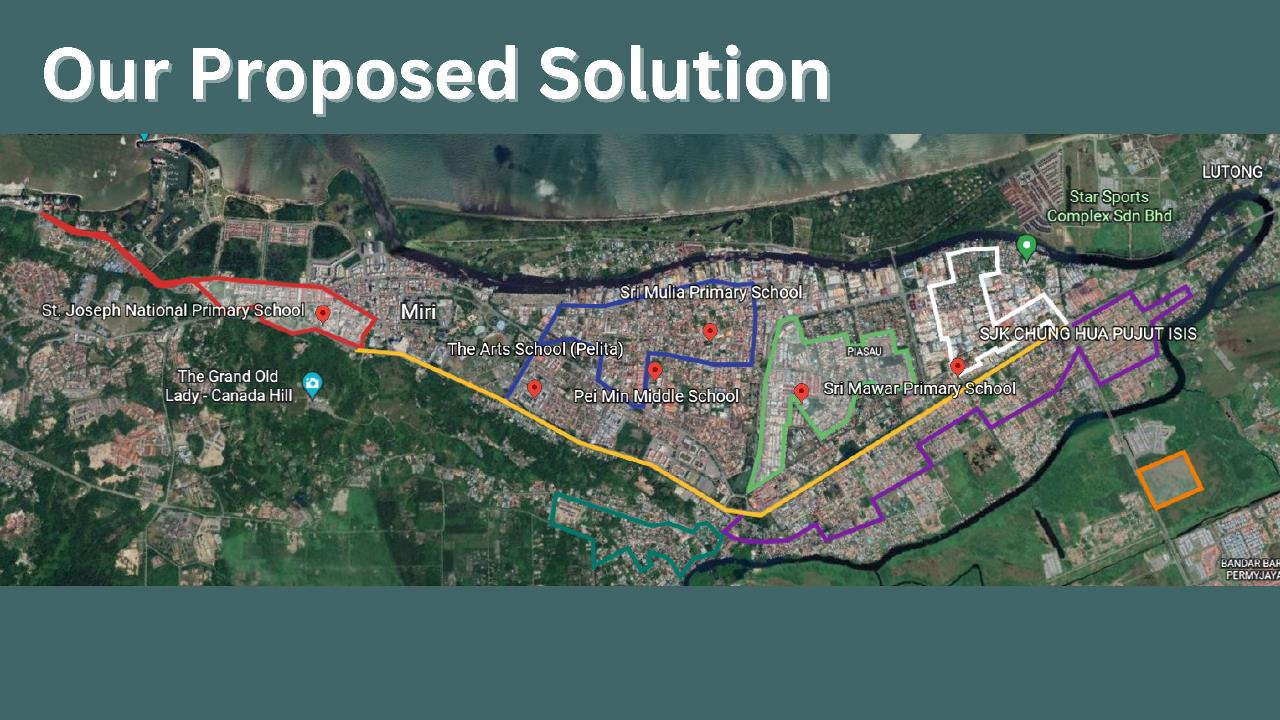 Our Proposed Solution
LUTONG
Star Sports
Complex Sdn Bhd
St. Joseph National Primary School
Miri
Sri Mulia Primary School
SJK CHUNG HUA PUJUT ISIS
The Arts School (Pelita)
PIASAU
The Grand Old
Lady - Canada Hill
Pei Min Middle School
Sri Mawar Primary School
BANDAR BAR
PERMYJAYA